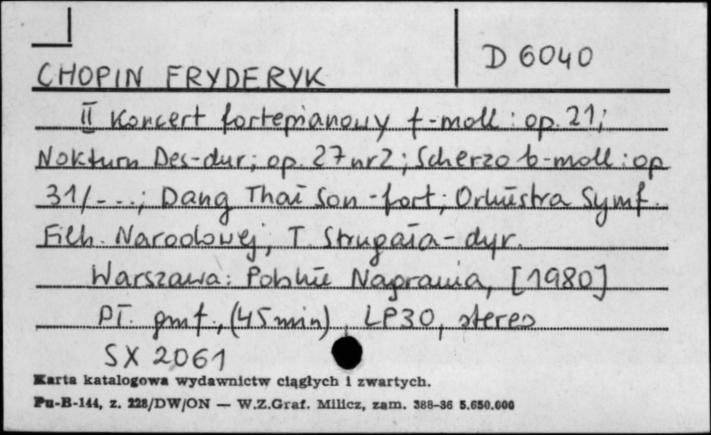 D 6040
CHOPIN FRYDERYK
II Koncert fortepianowy f-moll : op. 21;
Nokturn Des-dur; op. 27 nr 2; Scherzo b-moll : op
31/ - ...; Dang Thai Son - fort; Orkiestra Symf.
Filh. Narodowej, T. Strugała - dyr.
Warszawa: Polskie Nagrania, [1980]
Pł. gmf., (45 min), LP30, stereo
SX 2061
Karta katalogowa wydawnictw ciągłych i zwartych.
Pu-B-144, z. 228/DW/ON — W.Z.Graf. Milicz, zam. 388-36 5.650.000